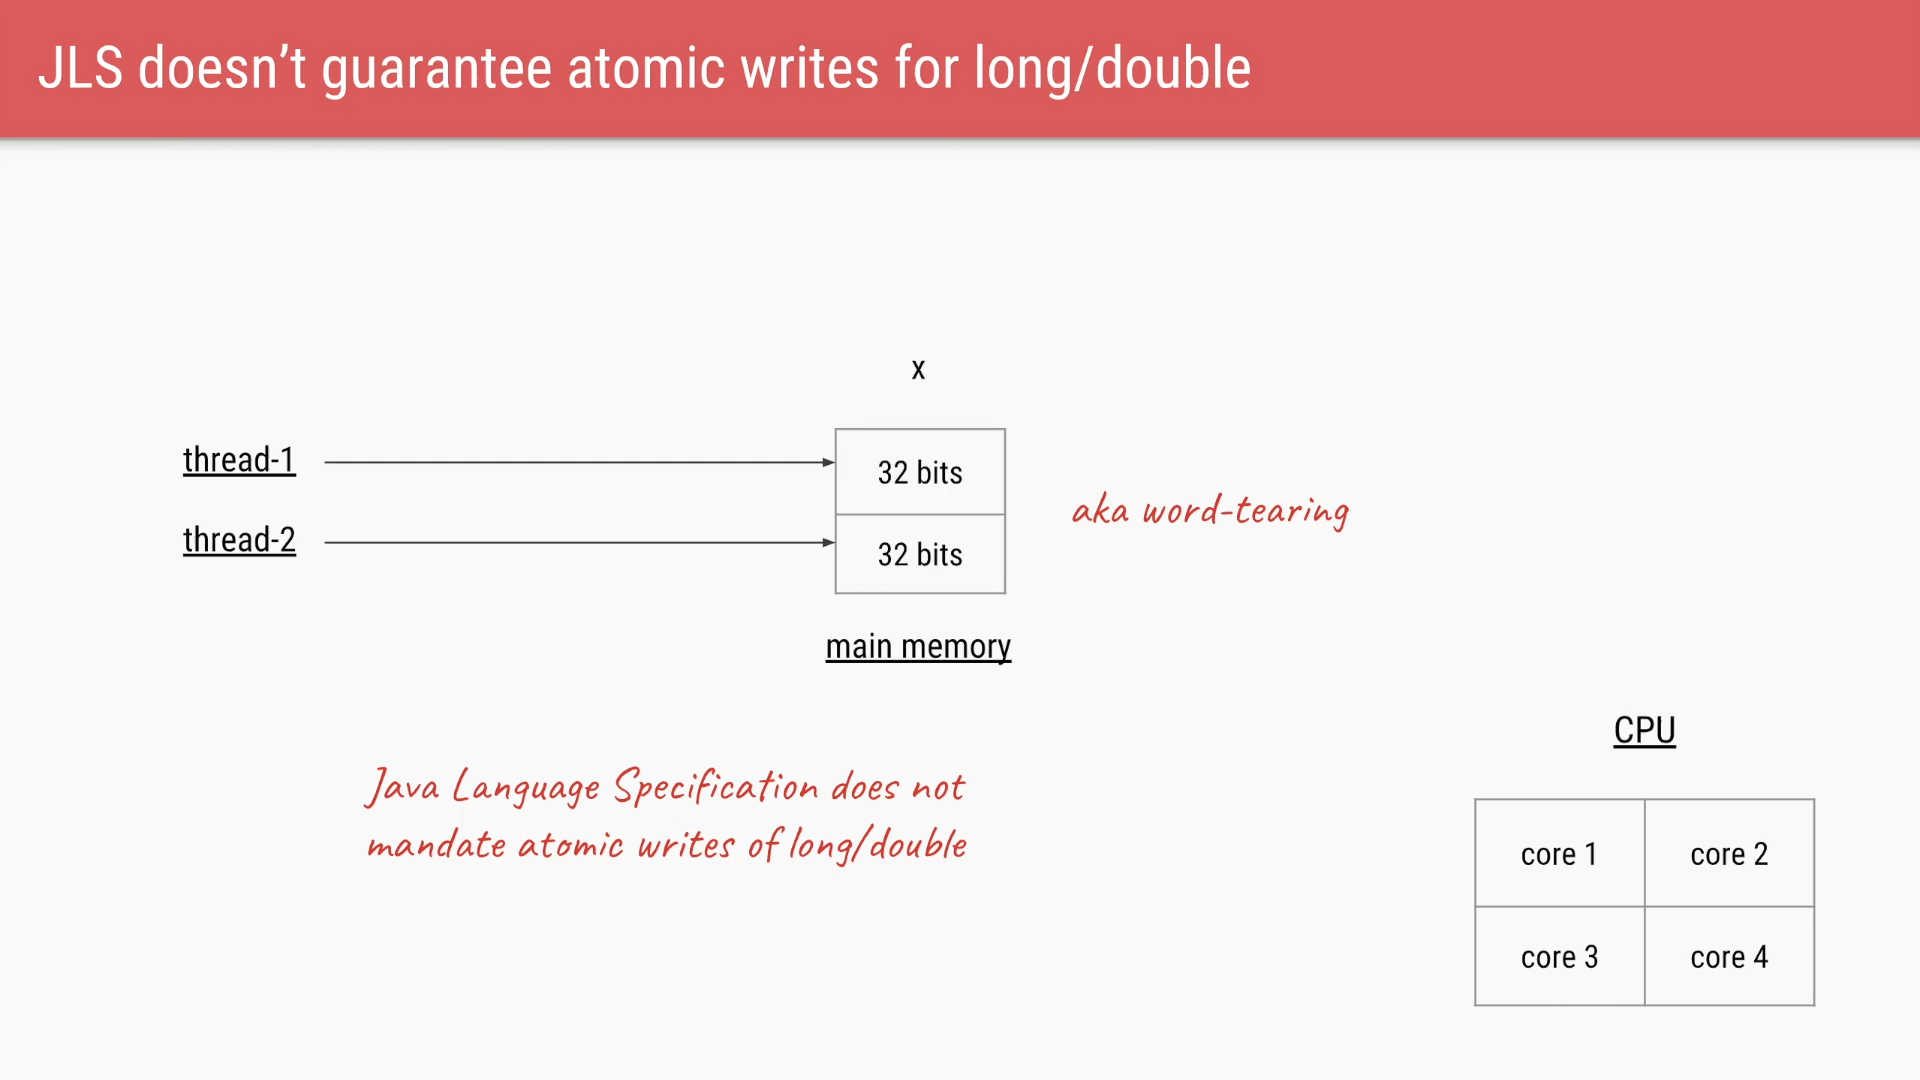 JLS doesn’t guarantee atomic writes for long/double
x
thread-1
32 bits
aka word-tearing
thread-2
32 bits
main memory
CPU
Java Language Specification does not
mandate atomic writes of long/double
core 1
core 2
core 3
core 4